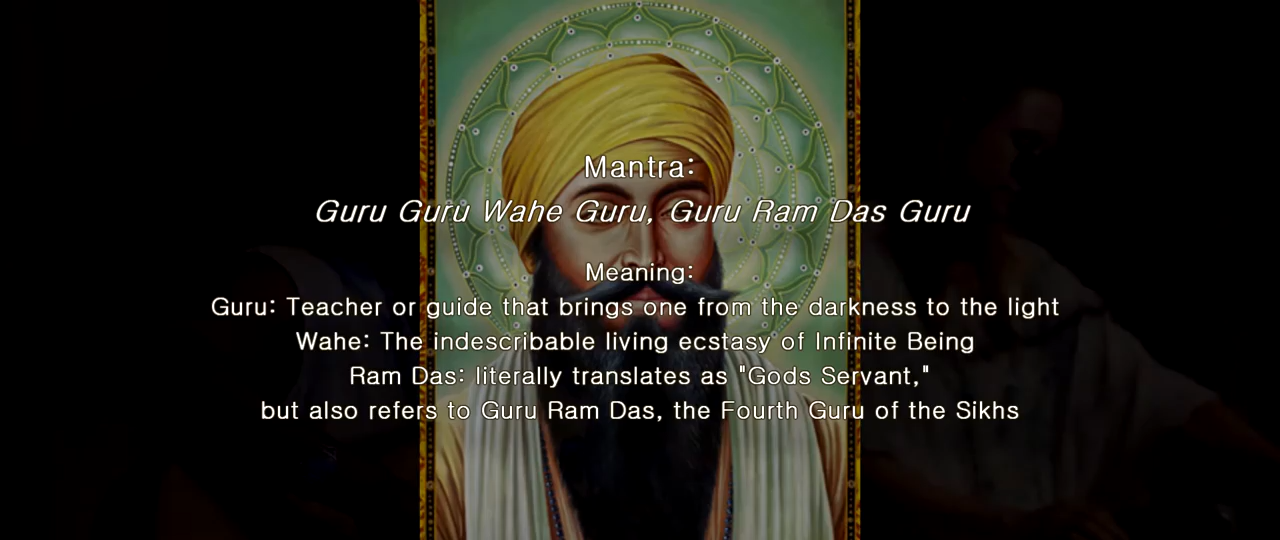 Mantra:
Guru Guru Wahe Guru, Guru Ram Das Guru
Meaning:
Guru: Teacher or guide that brings one from the darkness to the light
Wahe: The indescribable living ecstasy of Infinite Being
Ram Das: literally translates as "Gods Servant,"
but also refers to Guru Ram Das, the Fourth Guru of the Sikhs